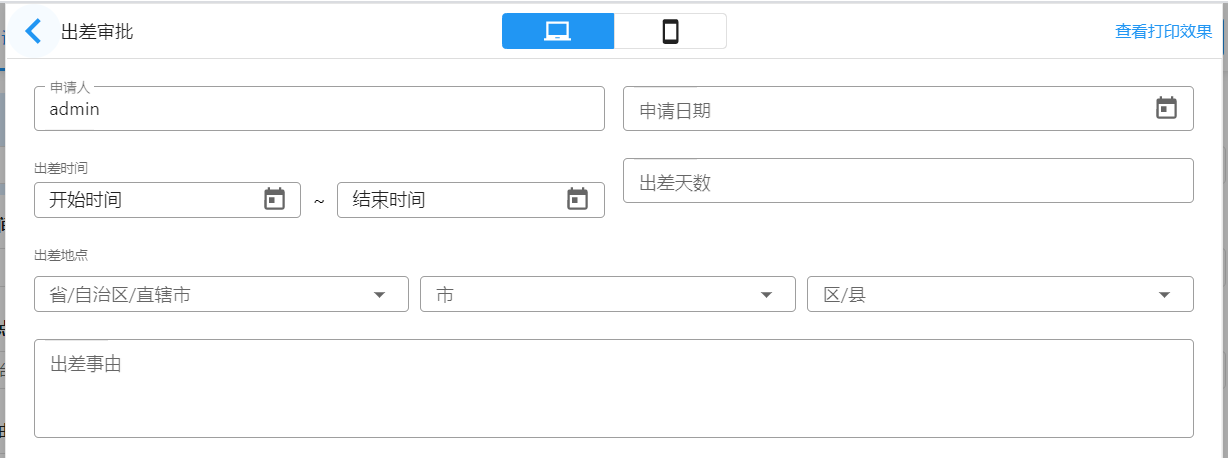 出差审批
查看打印效果
申请人
admin
申请日期
出差时间
开始时间 ~ 结束时间
出差天数
出差地点
省/自治区/直辖市 市 区/县
出差事由